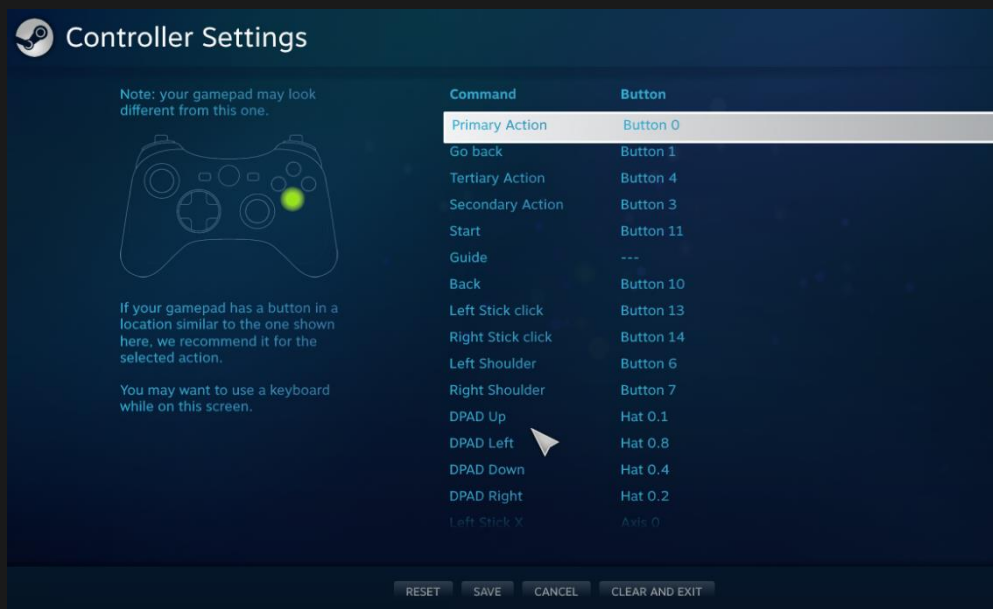 Controller Settings
Note: your gamepad may look
different from this one.
If your gamepad has a button in a
location similar to the one shown
here, we recommend it for the
selected action.
You may want to use a keyboard
while on this screen.
Command Button
Primary Action Button 0
Go back Button 1
Tertiary Action Button 4
Secondary Action Button 3
Start Button 11
Guide ---
Back Button 10
Left Stick click Button 13
Right Stick click Button 14
Left Shoulder Button 6
Right Shoulder Button 7
DPAD Up Hat 0.1
DPAD Left Hat 0.8
DPAD Down Hat 0.4
DPAD Right Hat 0.2
Left Stick X Axis 0
RESET SAVE CANCEL CLEAR AND EXIT